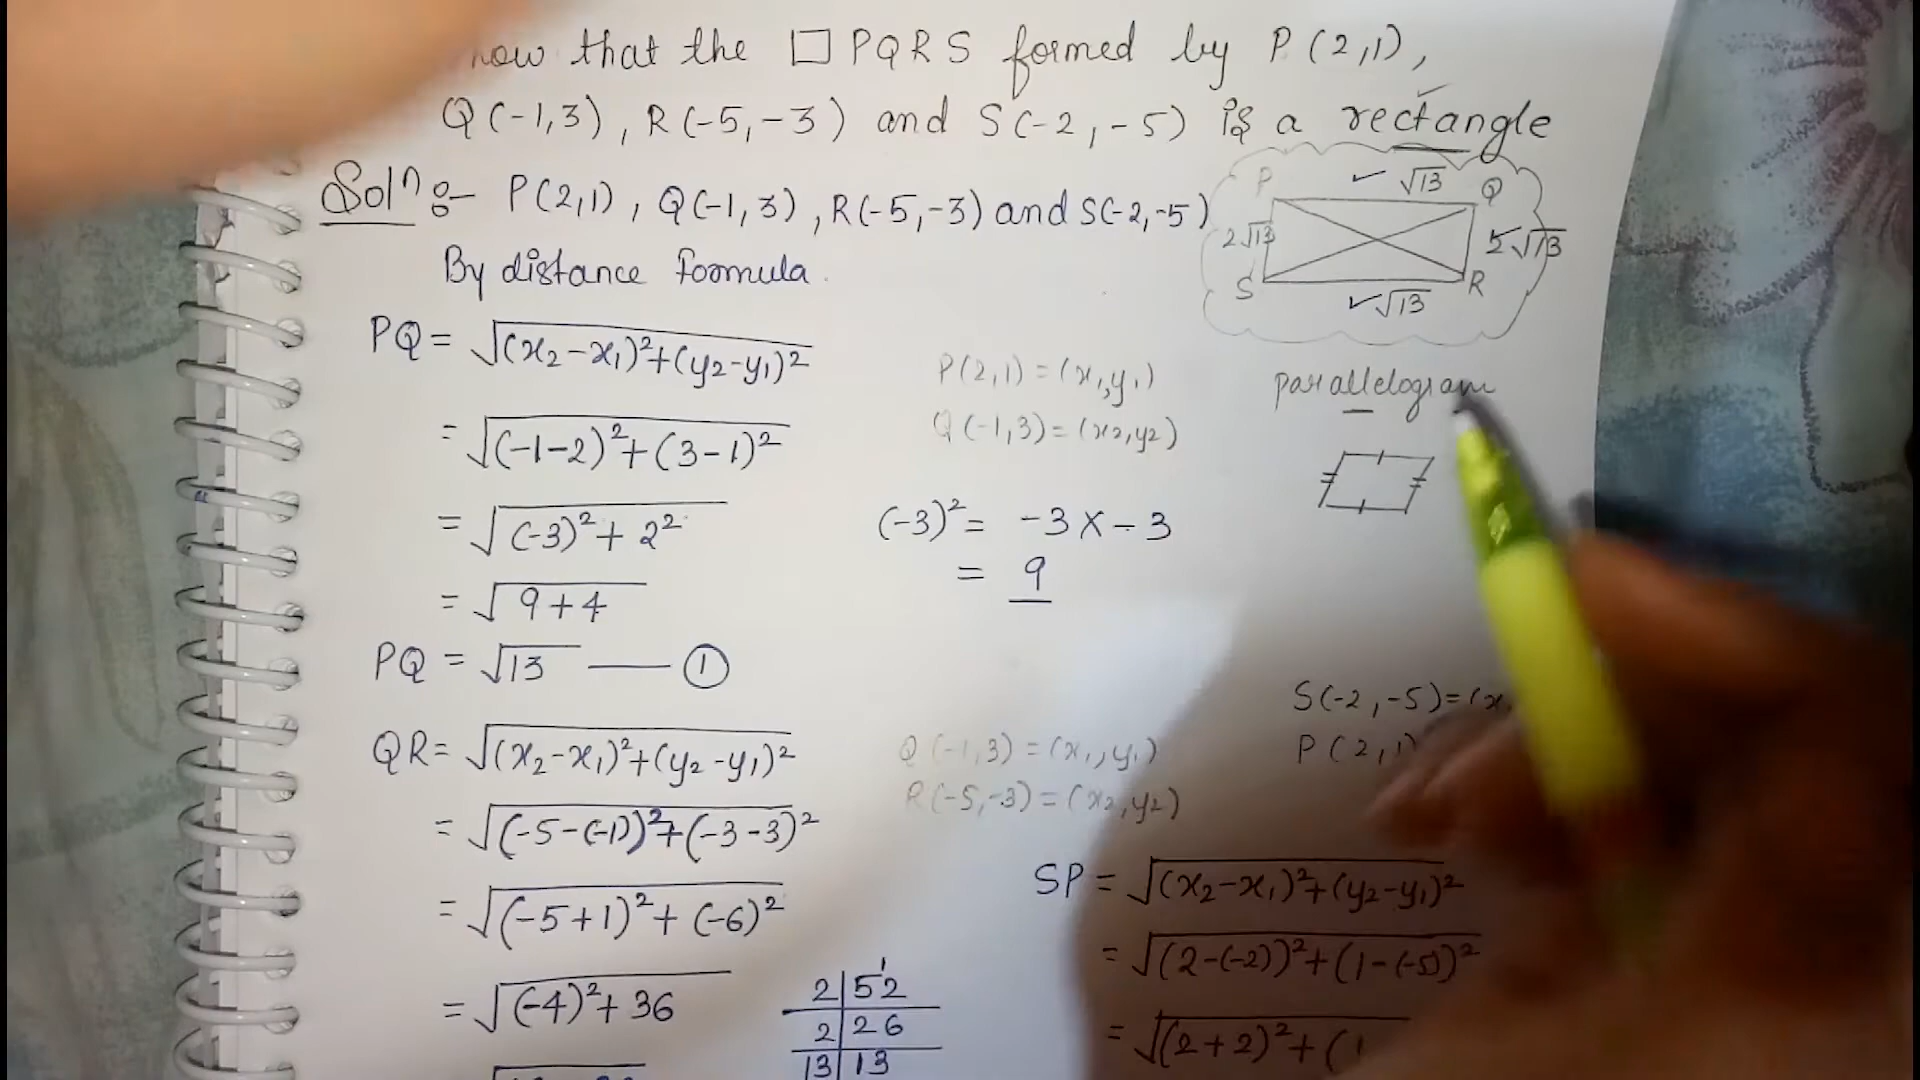 how that the □ PQRS formed by P(2,1),
Q(-1,3), R(-5,-3) and S(-2,-5) is a rectangle
Solⁿ:- P(2,1), Q(-1,3), R(-5,-3) and S(-2,-5)
By distance formula.
P √13 Q
2√13 2√13
S √13 R
PQ = √(x₂-x₁)²+(y₂-y₁)²
P(2,1) = (x₁,y₁)
Q(-1,3) = (x₂,y₂)
parallelogram
= √(-1-2)²+(3-1)²
= √(-3)²+2²
(-3)² = -3 x -3
= 9
= √9+4
PQ = √13 —— ①
S(-2,-5)=(x
P(2,1)
QR = √(x₂-x₁)²+(y₂-y₁)²
Q(-1,3) = (x₁,y₁)
R(-5,-3) = (x₂,y₂)
= √(-5-(-1))²+(-3-3)²
= √(-5+1)²+(-6)²
= √(-4)²+36
2|52
2|26
13|13
SP = √(x₂-x₁)²+(y₂-y₁)²
= √(2-(-2))²+(1-(-5))²
= √(2+2)²+(1